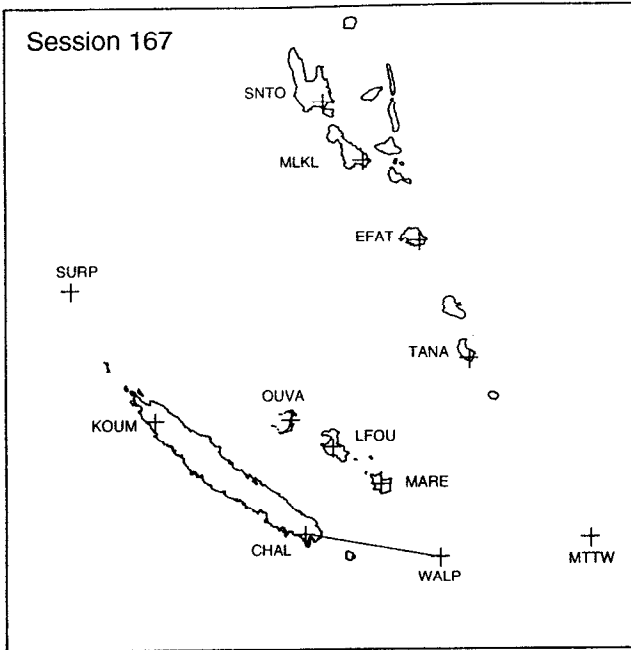 Session 167
SNTO
MLKL
EFAT
SURP
TANA
OUVA
KOUM
LFOU
MARE
CHAL
WALP
MTTW